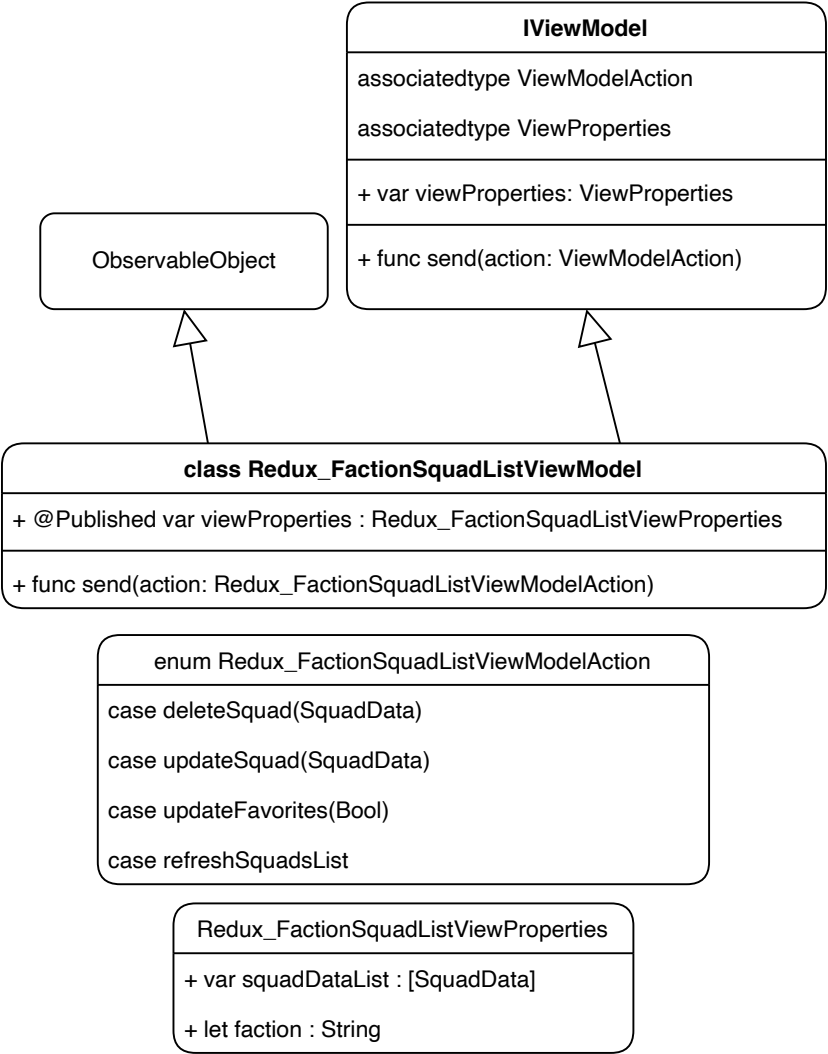 IViewModel
associatedtype ViewModelAction
associatedtype ViewProperties
+ var viewProperties: ViewProperties
+ func send(action: ViewModelAction)
ObservableObject
class Redux_FactionSquadListViewModel
+ @Published var viewProperties : Redux_FactionSquadListViewProperties
+ func send(action: Redux_FactionSquadListViewModelAction)
enum Redux_FactionSquadListViewModelAction
case deleteSquad(SquadData)
case updateSquad(SquadData)
case updateFavorites(Bool)
case refreshSquadsList
Redux_FactionSquadListViewProperties
+ var squadDataList : [SquadData]
+ let faction : String